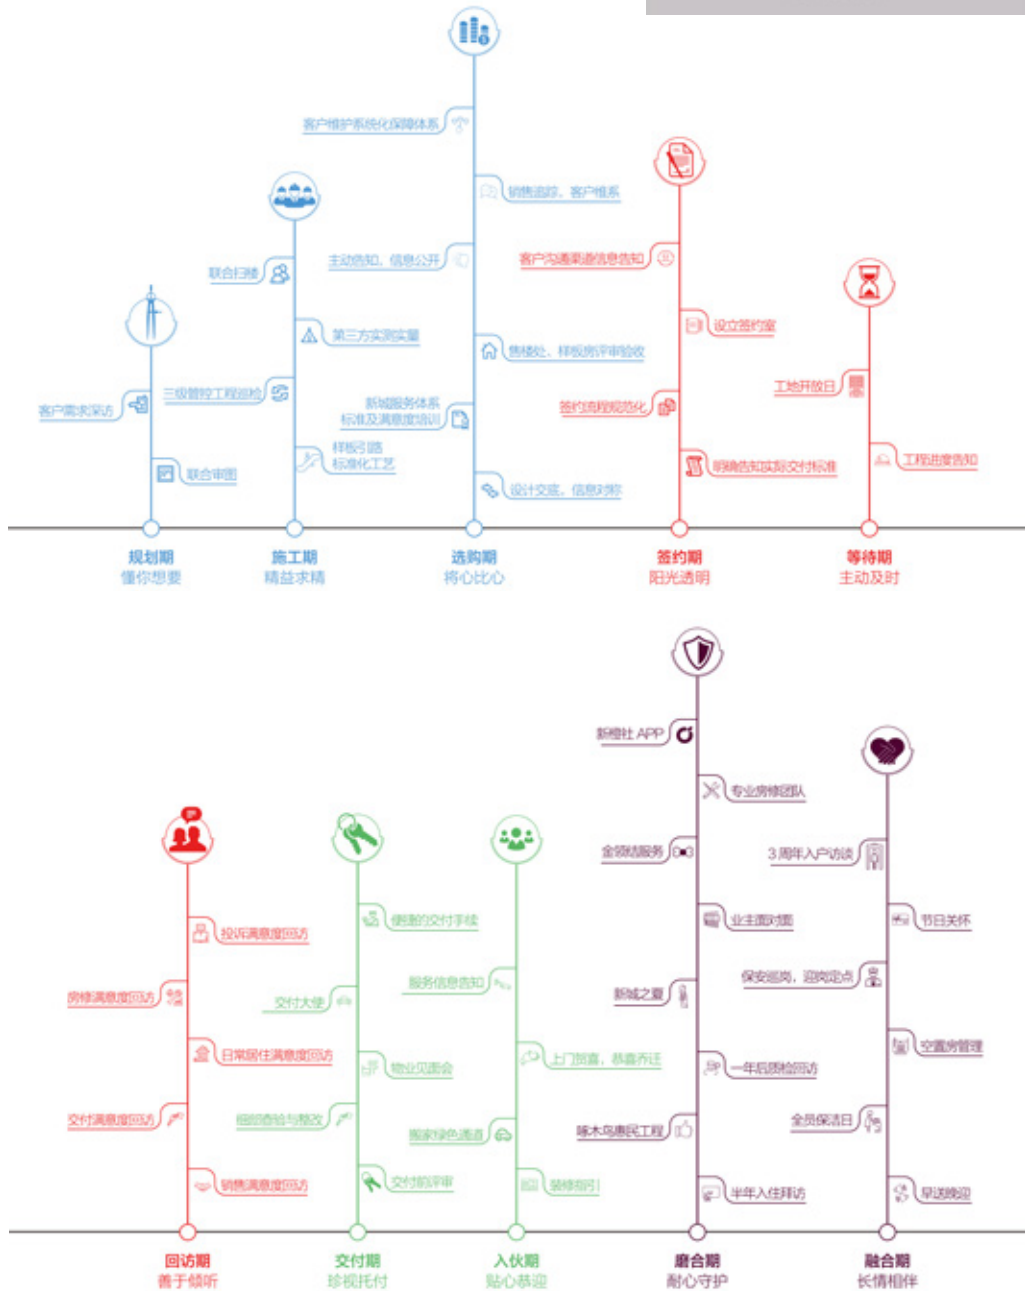 客户维护系统化保障体系
销售追踪、客户维系
主动告知、信息公开
售楼处、样板房评审验收
新城服务体系
标准及满意度培训
设计交底、信息对称
联合扫楼
第三方实测实量
三级管控工程巡检
样板引路
标准化工艺
客户需求深访
联合审图
客户沟通渠道信息告知
设立签约室
签约流程规范化
明确告知实际交付标准
工地开放日
工程进度告知
规划期
懂你想要
施工期
精益求精
选购期
将心比心
签约期
阳光透明
等待期
主动及时
投诉满意度回访
房修满意度回访
日常居住满意度回访
交付满意度回访
销售满意度回访
便捷的交付手续
交付大使
物业见面会
细部查验与整改
交付前评审
服务信息告知
上门贺喜，恭喜乔迁
搬家绿色通道
装修指引
新橙社 APP
专业房修团队
金领结服务
业主面对面
新城之夏
一年后质检回访
啄木鸟惠民工程
半年入住拜访
3 周年入户访谈
节日关怀
保安巡岗，迎岗定点
空置房管理
全员保洁日
早送晚迎
回访期
善于倾听
交付期
珍视托付
入伙期
贴心恭迎
磨合期
耐心守护
融合期
长情相伴